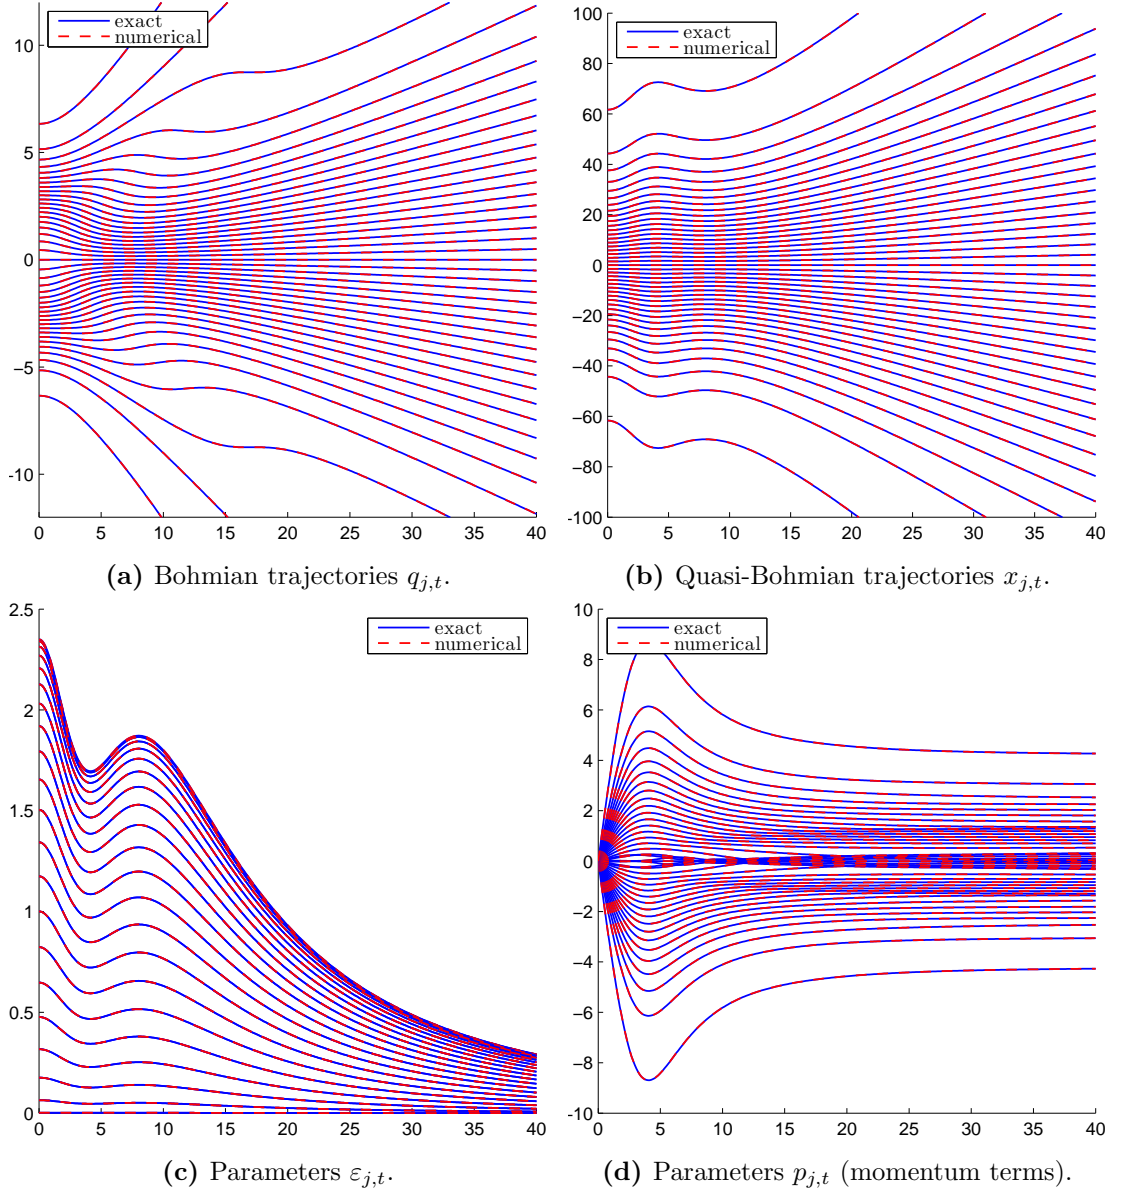 exact
numerical
10
5
0
−5
−10
0 5 10 15 20 25 30 35 40
(a) Bohmian trajectories q_{j,t}.
exact
numerical
100
80
60
40
20
0
−20
−40
−60
−80
−100
0 5 10 15 20 25 30 35 40
(b) Quasi-Bohmian trajectories x_{j,t}.
exact
numerical
2.5
2
1.5
1
0.5
0
0 5 10 15 20 25 30 35 40
(c) Parameters ε_{j,t}.
exact
numerical
10
8
6
4
2
0
−2
−4
−6
−8
−10
0 5 10 15 20 25 30 35 40
(d) Parameters p_{j,t} (momentum terms).